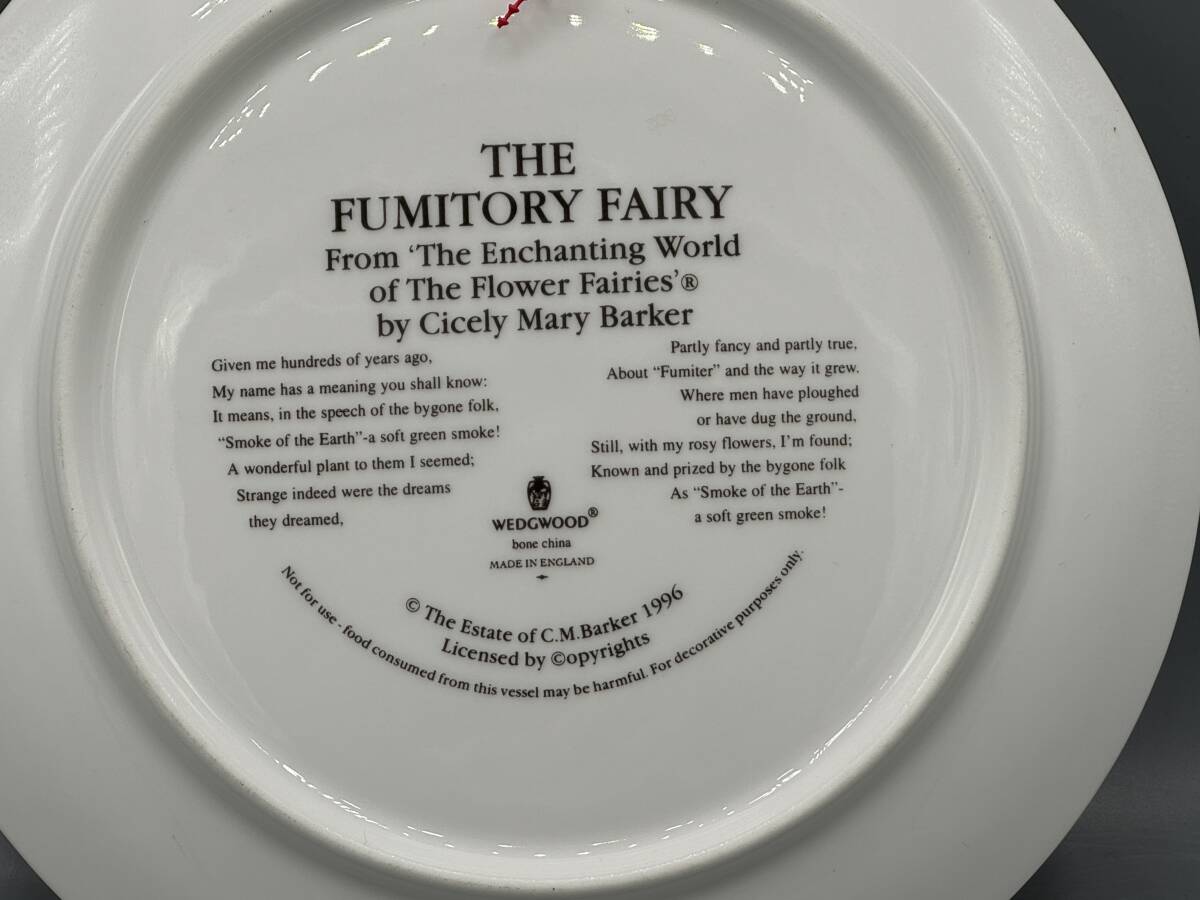 THE
FUMITORY FAIRY
From ‘The Enchanting World
of The Flower Fairies’®
by Cicely Mary Barker
Given me hundreds of years ago,
My name has a meaning you shall know:
It means, in the speech of the bygone folk,
“Smoke of the Earth”-a soft green smoke!
A wonderful plant to them I seemed;
Strange indeed were the dreams
they dreamed,
Partly fancy and partly true,
About “Fumiter” and the way it grew.
Where men have ploughed
or have dug the ground,
Still, with my rosy flowers, I’m found;
Known and prized by the bygone folk
As “Smoke of the Earth”-
a soft green smoke!
WEDGWOOD®
bone china
MADE IN ENGLAND
© The Estate of C.M.Barker 1996
Licensed by ©opyrights
Not for use - food consumed from this vessel may be harmful. For decorative purposes only.